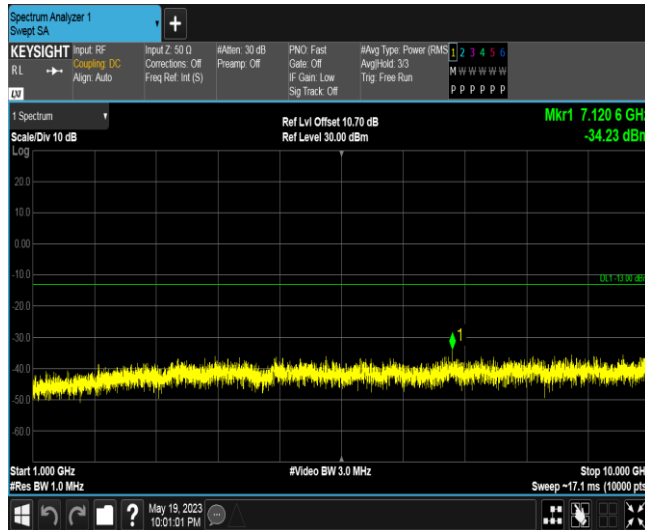 Spectrum Analyzer 1
Swept SA
+
KEYSIGHT Input: RF Input Z: 50 Ω #Atten: 30 dB PNO: Fast #Avg Type: Power (RMS 1 2 3 4 5 6
RL Coupling: DC Corrections: Off Preamp: Off Gate: Off Avg|Hold: 3/3 M W W W W W
Align: Auto Freq Ref: Int (S) IF Gain: Low Trig: Free Run
LXI Sig Track: Off P P P P P P
1 Spectrum Ref Lvl Offset 10.70 dB Mkr1 7.120 6 GHz
Scale/Div 10 dB Ref Level 30.00 dBm -34.23 dBm
Log
20.0
10.0
0.00
-10.0
DL1 -13.00 dBm
-20.0
-30.0
1
-40.0
-50.0
-60.0
Start 1.000 GHz #Video BW 3.0 MHz Stop 10.000 GHz
#Res BW 1.0 MHz Sweep ~17.1 ms (10000 pts
? May 19, 2023
10:01:01 PM